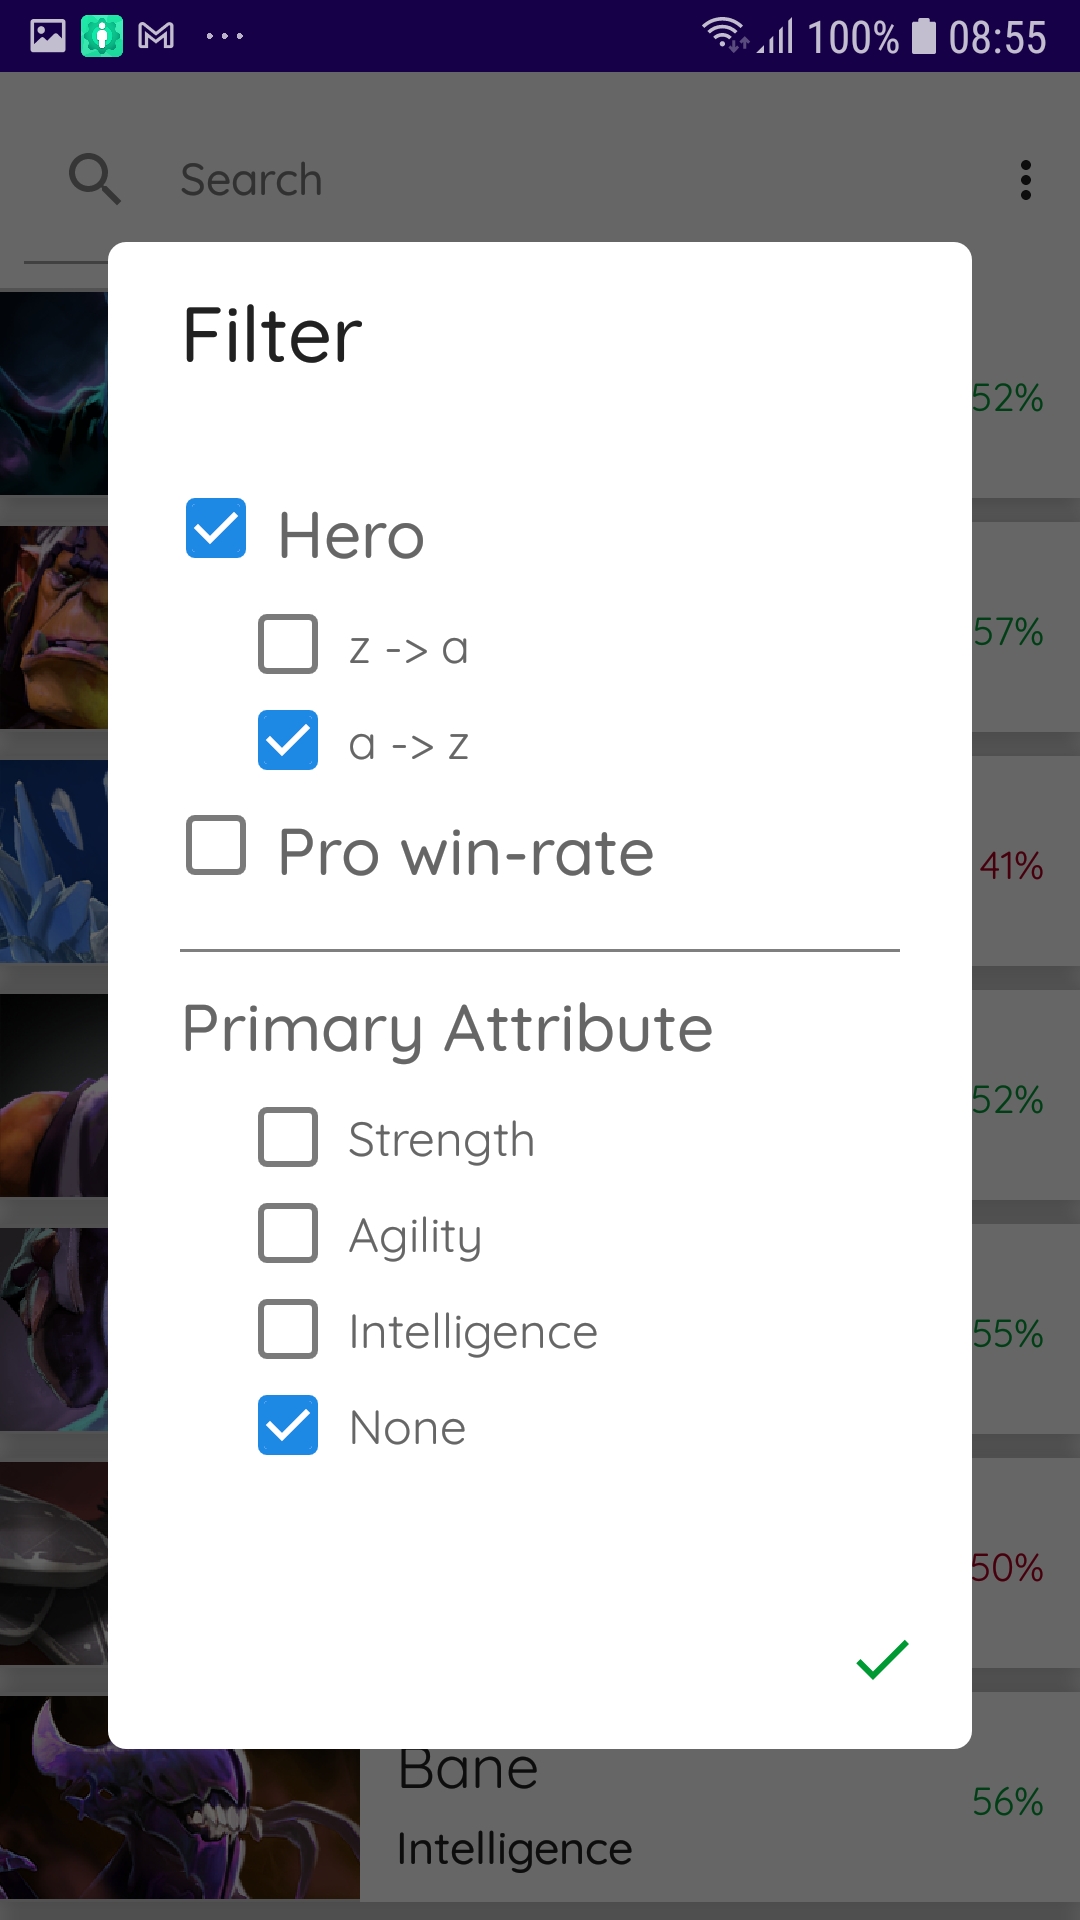 100% 08:55
Search
Filter
52%
Hero
57%
z -> a
a -> z
Pro win-rate
41%
Primary Attribute
52%
Strength
Agility
Intelligence
55%
None
50%
Bane
56%
Intelligence